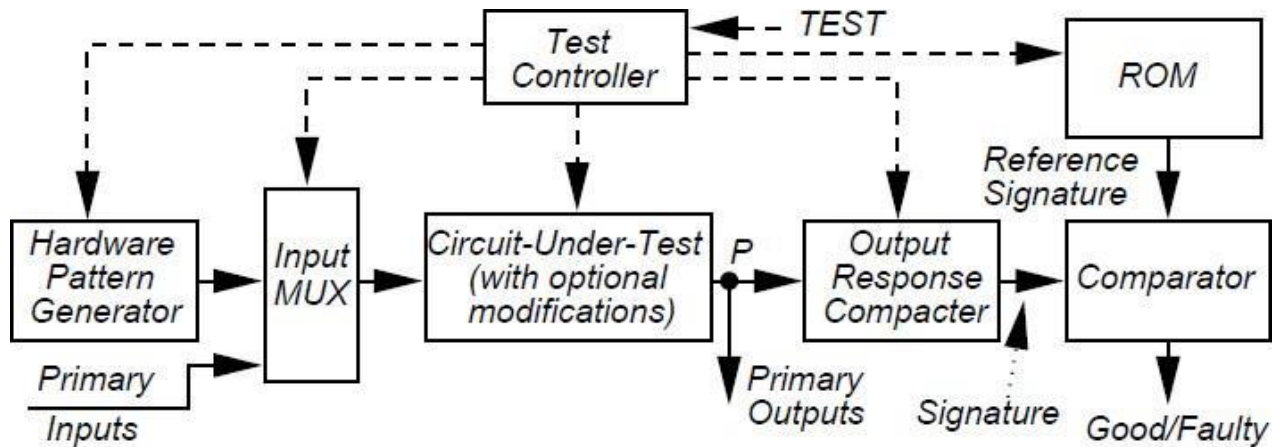 Test
Controller
TEST
ROM
Reference
Signature
Hardware
Pattern
Generator
Input
MUX
Circuit-Under-Test
(with optional
modifications)
P
Output
Response
Compacter
Comparator
Primary
Inputs
Primary
Outputs
Signature
Good/Faulty